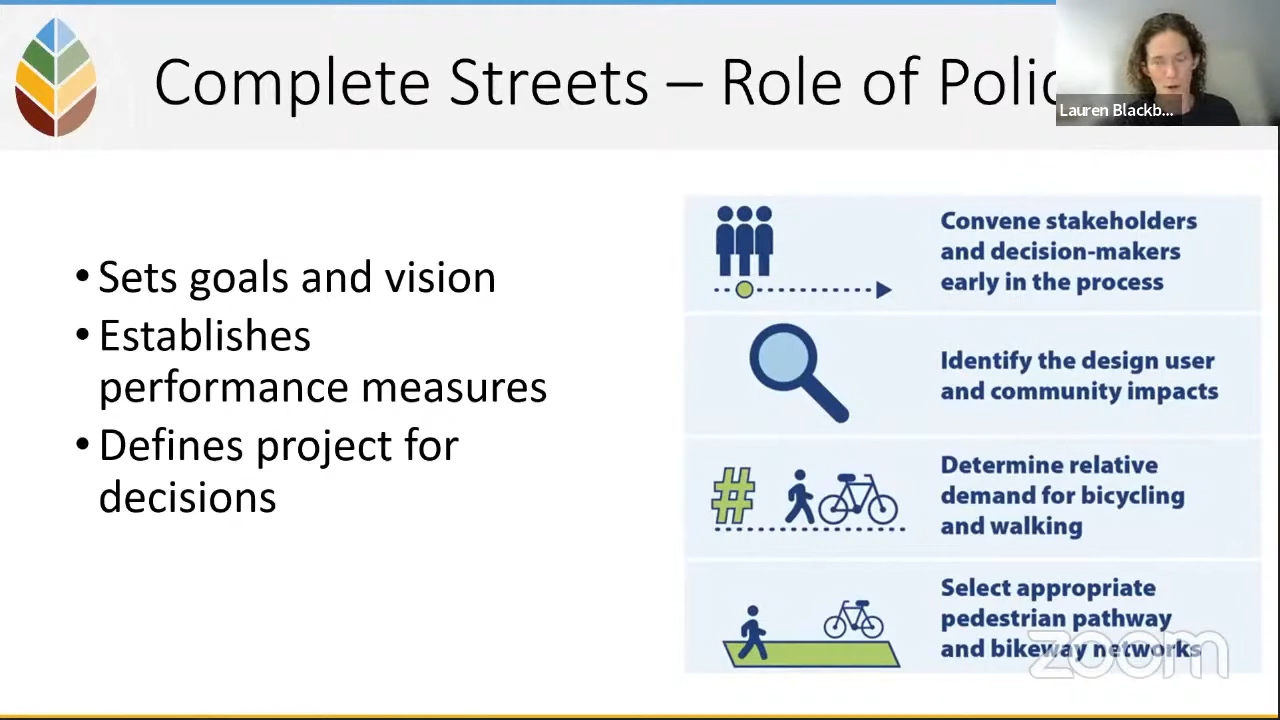 Complete Streets – Role of Polic
Lauren Blackb...
• Sets goals and vision
• Establishes
performance measures
• Defines project for
decisions
Convene stakeholders
and decision-makers
early in the process
Identify the design user
and community impacts
#
Determine relative
demand for bicycling
and walking
Select appropriate
pedestrian pathway
and bikeway networks
zoom